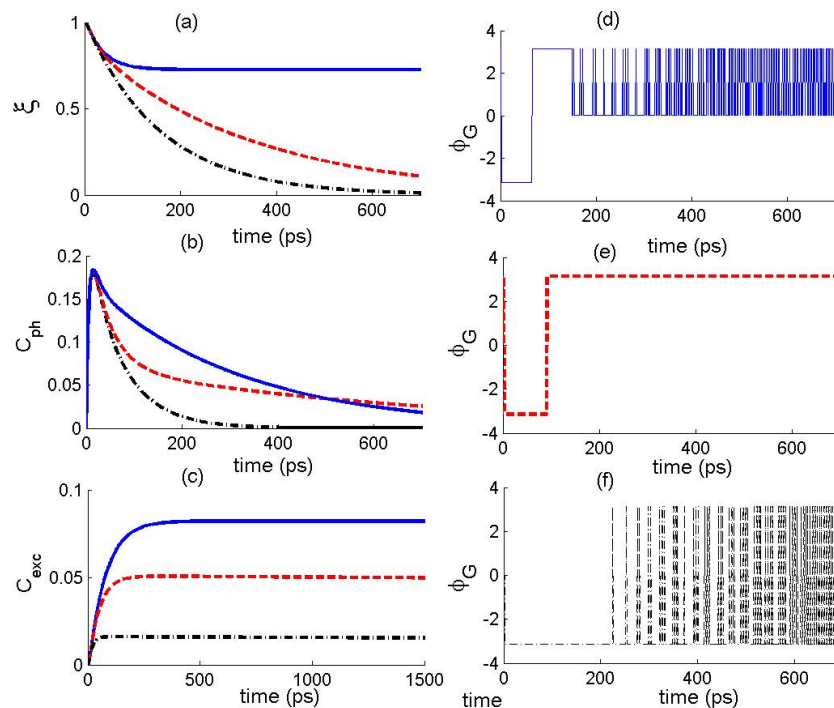 (a)
1
0.5
0
ξ
0 200 400 600
time (ps)
(b)
0.2
0.15
0.1
0.05
0
C_ph
0 200 400 600
time (ps)
(c)
0.1
0.05
0
C_exc
0 500 1000 1500
time (ps)
(d)
4
2
0
-2
-4
ϕ_G
0 200 400 600
time (ps)
(e)
4
2
0
-2
-4
ϕ_G
0 200 400 600
time (ps)
(f)
4
2
0
-2
-4
ϕ_G
0 200 400 600
time
time (ps)